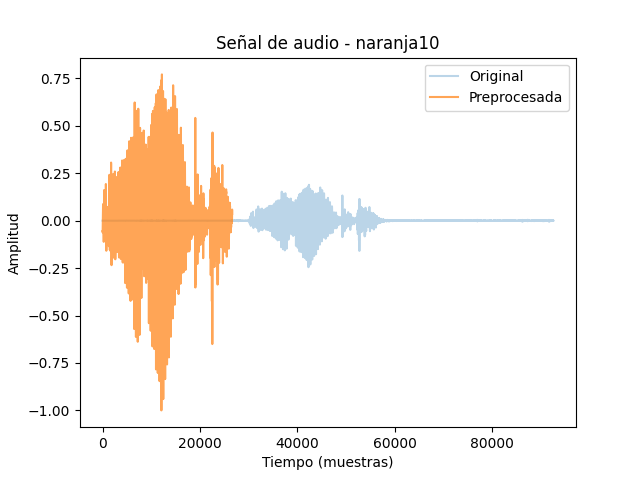 Señal de audio - naranja10
Original
Preprocesada
0.75
0.50
0.25
0.00
−0.25
−0.50
−0.75
−1.00
Amplitud
0
20000
40000
60000
80000
Tiempo (muestras)